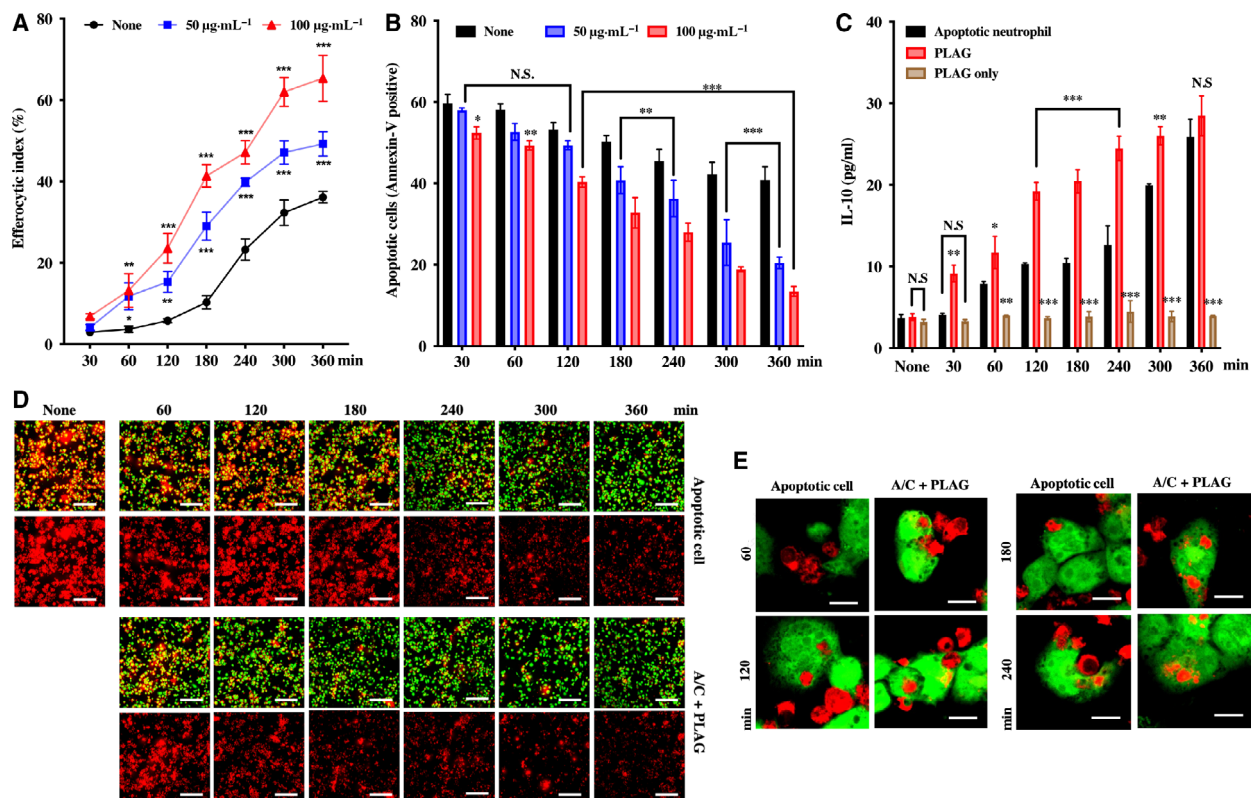 A
None
50 µg·mL⁻¹
100 µg·mL⁻¹
Efferocytic index (%)
80
60
40
20
0
***
***
***
***
***
**
***
***
***
***
**
*
30 60 120 180 240 300 360 min
B
None
50 µg·mL⁻¹
100 µg·mL⁻¹
Apoptotic cells (Annexin-V positive)
80
60
40
20
0
N.S.
***
**
***
*
**
30 60 120 180 240 300 360 min
C
Apoptotic neutrophil
PLAG
PLAG only
IL-10 (pg/ml)
40
30
20
10
0
N.S
***
**
N.S
*
**
N.S
**
***
***
***
***
***
None 30 60 120 180 240 300 360 min
D
None 60 120 180 240 300 360 min
Apoptotic cell
A/C + PLAG
E
Apoptotic cell A/C + PLAG Apoptotic cell A/C + PLAG
60
180
120
240
min
min